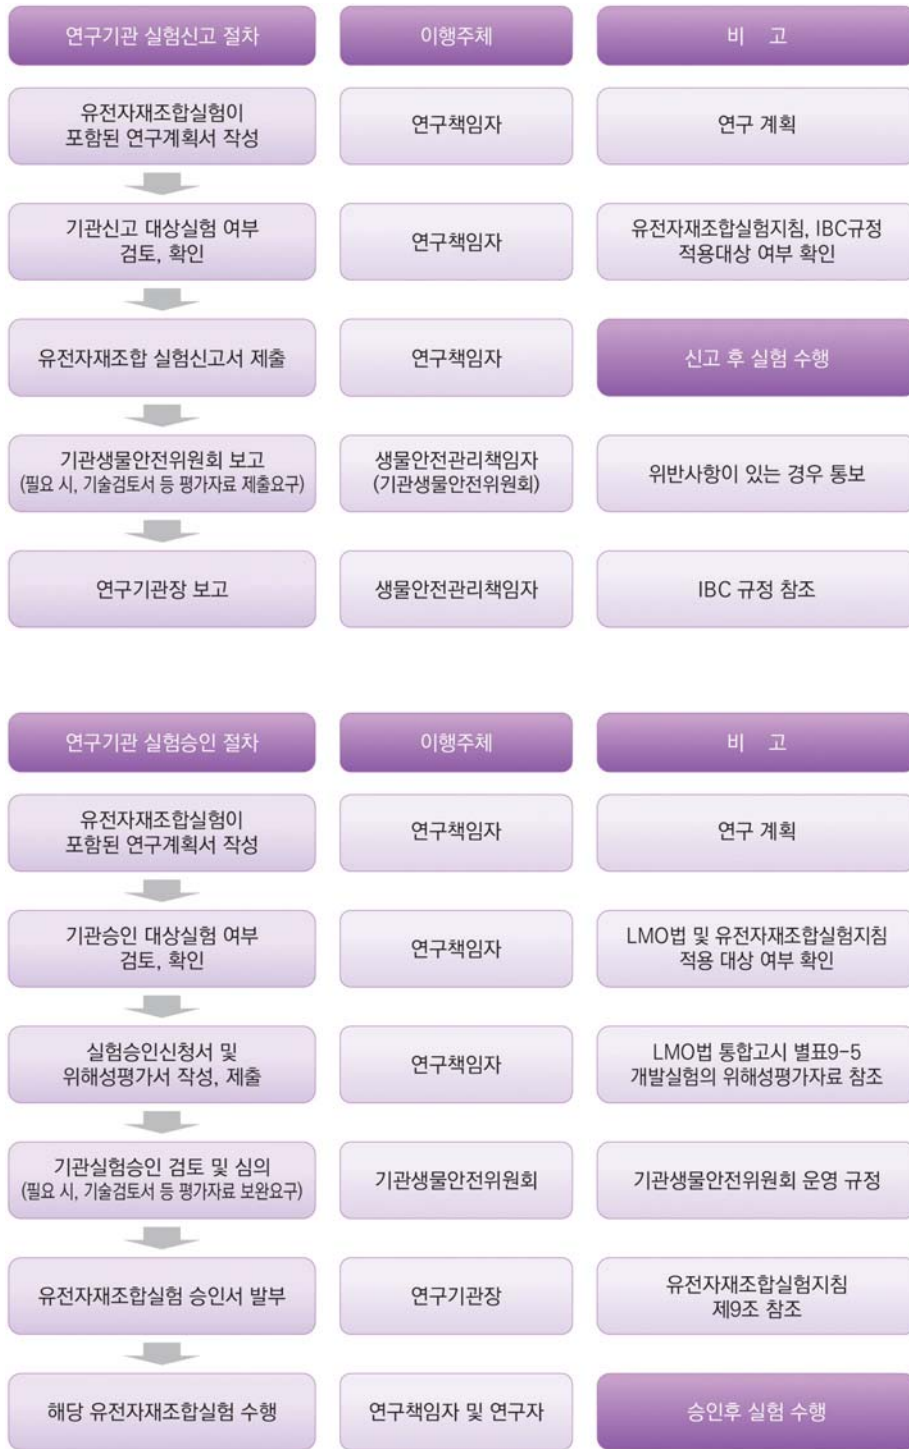 연구기관 실험신고 절차
이행주체
비 고
유전자재조합실험이
포함된 연구계획서 작성
연구책임자
연구 계획
기관신고 대상실험 여부
검토, 확인
연구책임자
유전자재조합실험지침, IBC규정
적용대상 여부 확인
유전자재조합 실험신고서 제출
연구책임자
신고 후 실험 수행
기관생물안전위원회 보고
(필요 시, 기술검토서 등 평가자료 제출요구)
생물안전관리책임자
(기관생물안전위원회)
위반사항이 있는 경우 통보
연구기관장 보고
생물안전관리책임자
IBC 규정 참조
연구기관 실험승인 절차
이행주체
비 고
유전자재조합실험이
포함된 연구계획서 작성
연구책임자
연구 계획
기관승인 대상실험 여부
검토, 확인
연구책임자
LMO법 및 유전자재조합실험지침
적용 대상 여부 확인
실험승인신청서 및
위해성평가서 작성, 제출
연구책임자
LMO법 통합고시 별표9-5
개발실험의 위해성평가자료 참조
기관실험승인 검토 및 심의
(필요 시, 기술검토서 등 평가자료 보완요구)
기관생물안전위원회
기관생물안전위원회 운영 규정
유전자재조합실험 승인서 발부
연구기관장
유전자재조합실험지침
제9조 참조
해당 유전자재조합실험 수행
연구책임자 및 연구자
승인후 실험 수행